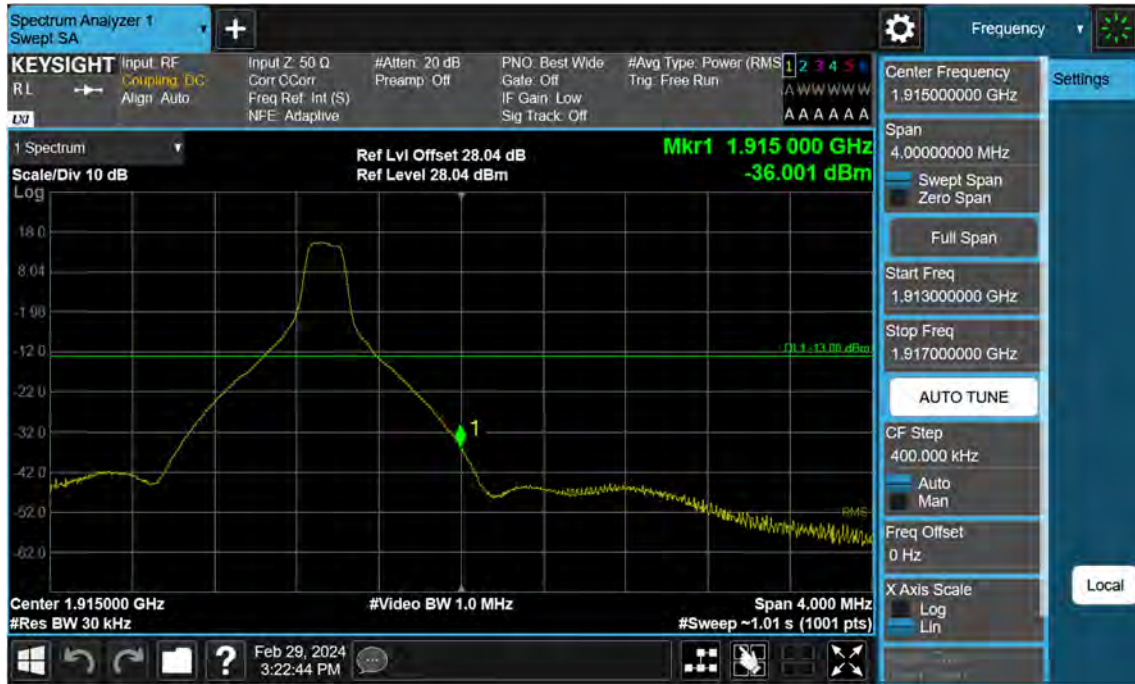 Spectrum Analyzer 1
Swept SA
+
Frequency
KEYSIGHT
RL
LXI
Input: RF
Coupling: DC
Align: Auto
Input Z: 50 Ω
Corr CCorr
Freq Ref: Int (S)
NFE: Adaptive
#Atten: 20 dB
Preamp: Off
PNO: Best Wide
Gate: Off
IF Gain: Low
Sig Track: Off
#Avg Type: Power (RMS
Trig: Free Run
1 2 3 4 5 6
A W W W W W
A A A A A A
1 Spectrum
Scale/Div 10 dB
Ref Lvl Offset 28.04 dB
Ref Level 28.04 dBm
Mkr1 1.915 000 GHz
-36.001 dBm
Log
18.0
8.04
-1.96
-12.0
-22.0
-32.0
-42.0
-52.0
-62.0
DL1 -13.00 dBm
1
RMS
Center 1.915000 GHz
#Res BW 30 kHz
#Video BW 1.0 MHz
Span 4.000 MHz
#Sweep ~1.01 s (1001 pts)
Center Frequency
1.915000000 GHz
Span
4.00000000 MHz
Swept Span
Zero Span
Full Span
Start Freq
1.913000000 GHz
Stop Freq
1.917000000 GHz
AUTO TUNE
CF Step
400.000 kHz
Auto
Man
Freq Offset
0 Hz
X Axis Scale
Log
Lin
Settings
Local
?
Feb 29, 2024
3:22:44 PM